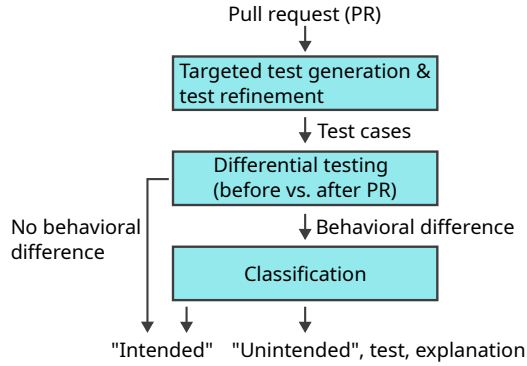 Pull request (PR)
Targeted test generation &
test refinement
Test cases
Differential testing
(before vs. after PR)
No behavioral
difference
Behavioral difference
Classification
"Intended"
"Unintended", test, explanation